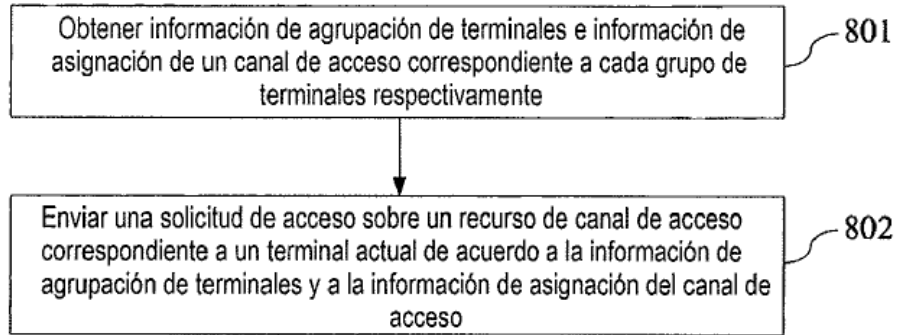 Obtener información de agrupación de terminales e información de
asignación de un canal de acceso correspondiente a cada grupo de
terminales respectivamente
801
Enviar una solicitud de acceso sobre un recurso de canal de acceso
correspondiente a un terminal actual de acuerdo a la información de
agrupación de terminales y a la información de asignación del canal de
acceso
802